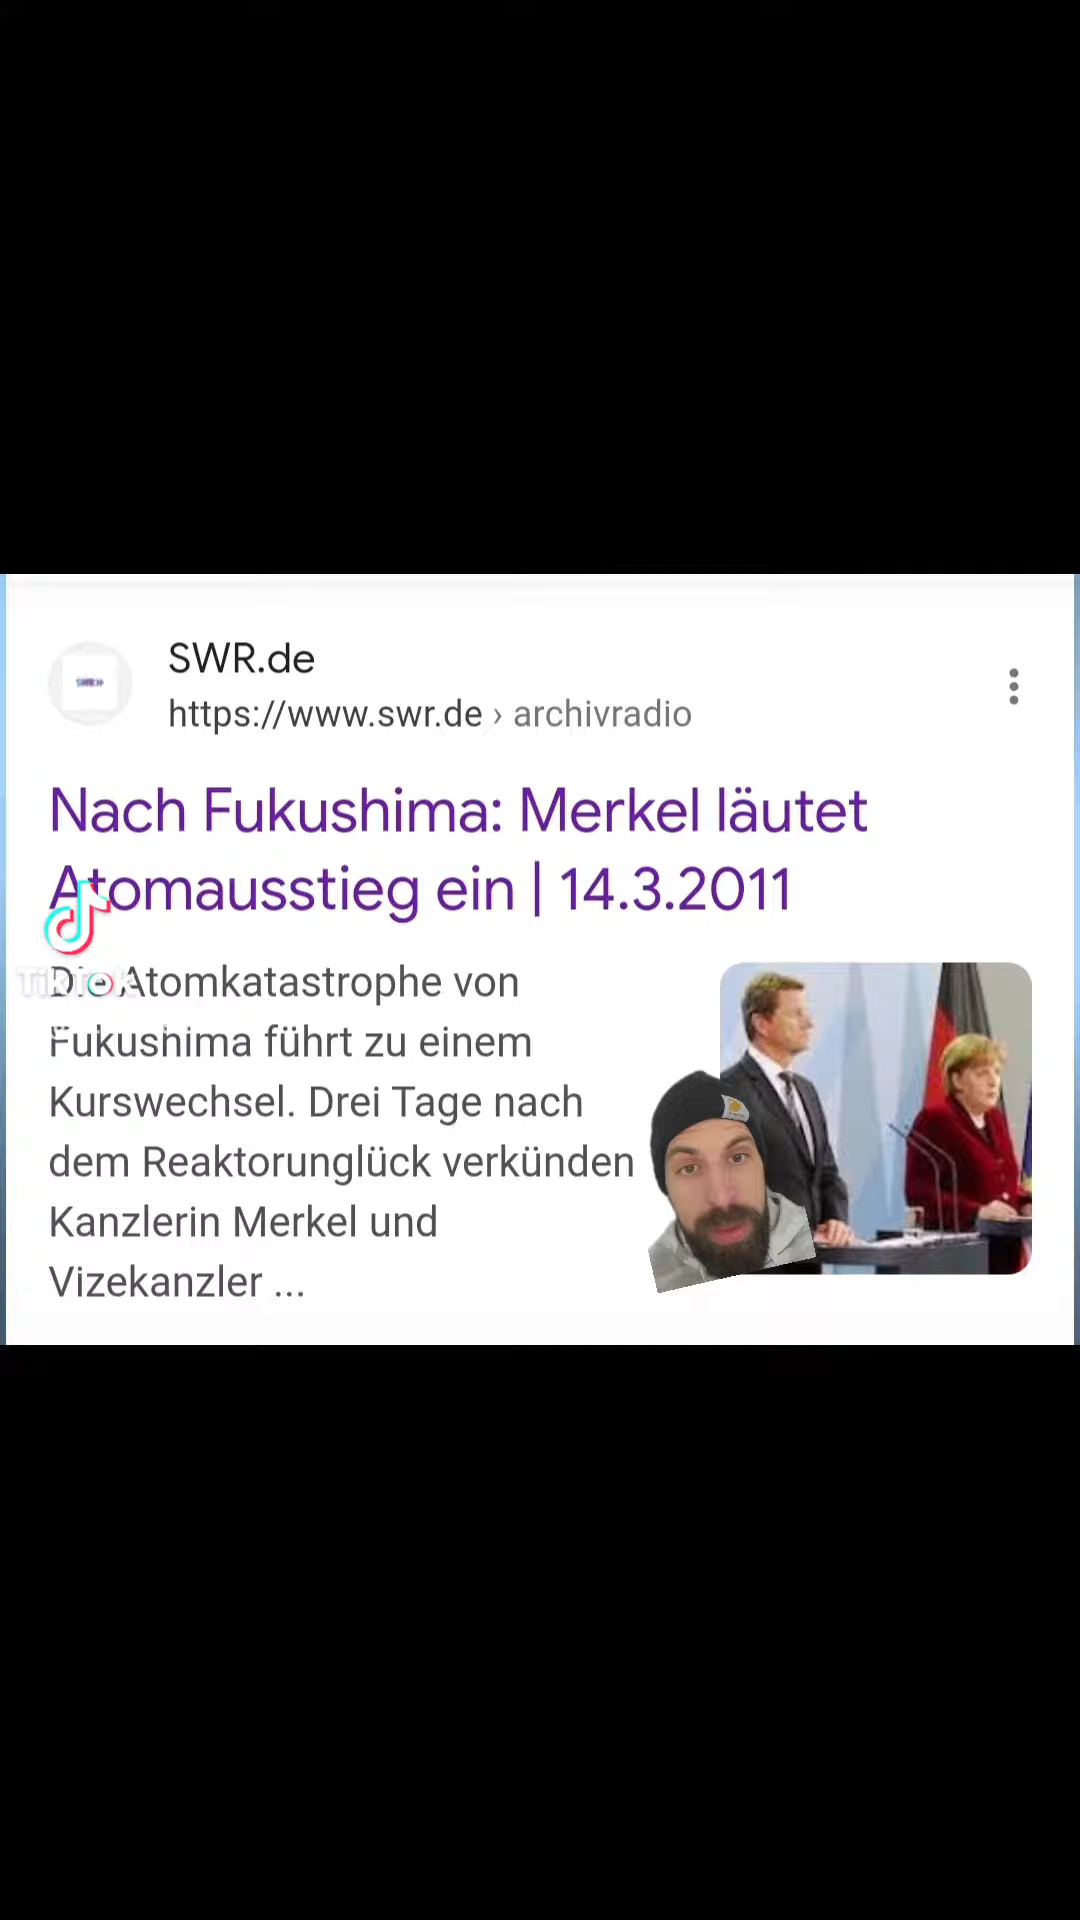 SWR.de
https://www.swr.de › archivradio
Nach Fukushima: Merkel läutet
Atomausstieg ein | 14.3.2011
TikTok
Die Atomkatastrophe von
Fukushima führt zu einem
Kurswechsel. Drei Tage nach
dem Reaktorunglück verkünden
Kanzlerin Merkel und
Vizekanzler ...